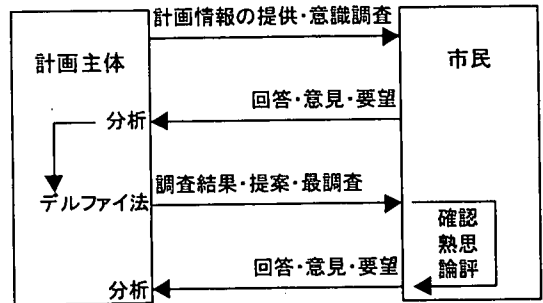 計画情報の提供・意識調査
計画主体
市民
回答・意見・要望
分析
調査結果・提案・最調査
デルファイ法
確認
熟思
論評
回答・意見・要望
分析